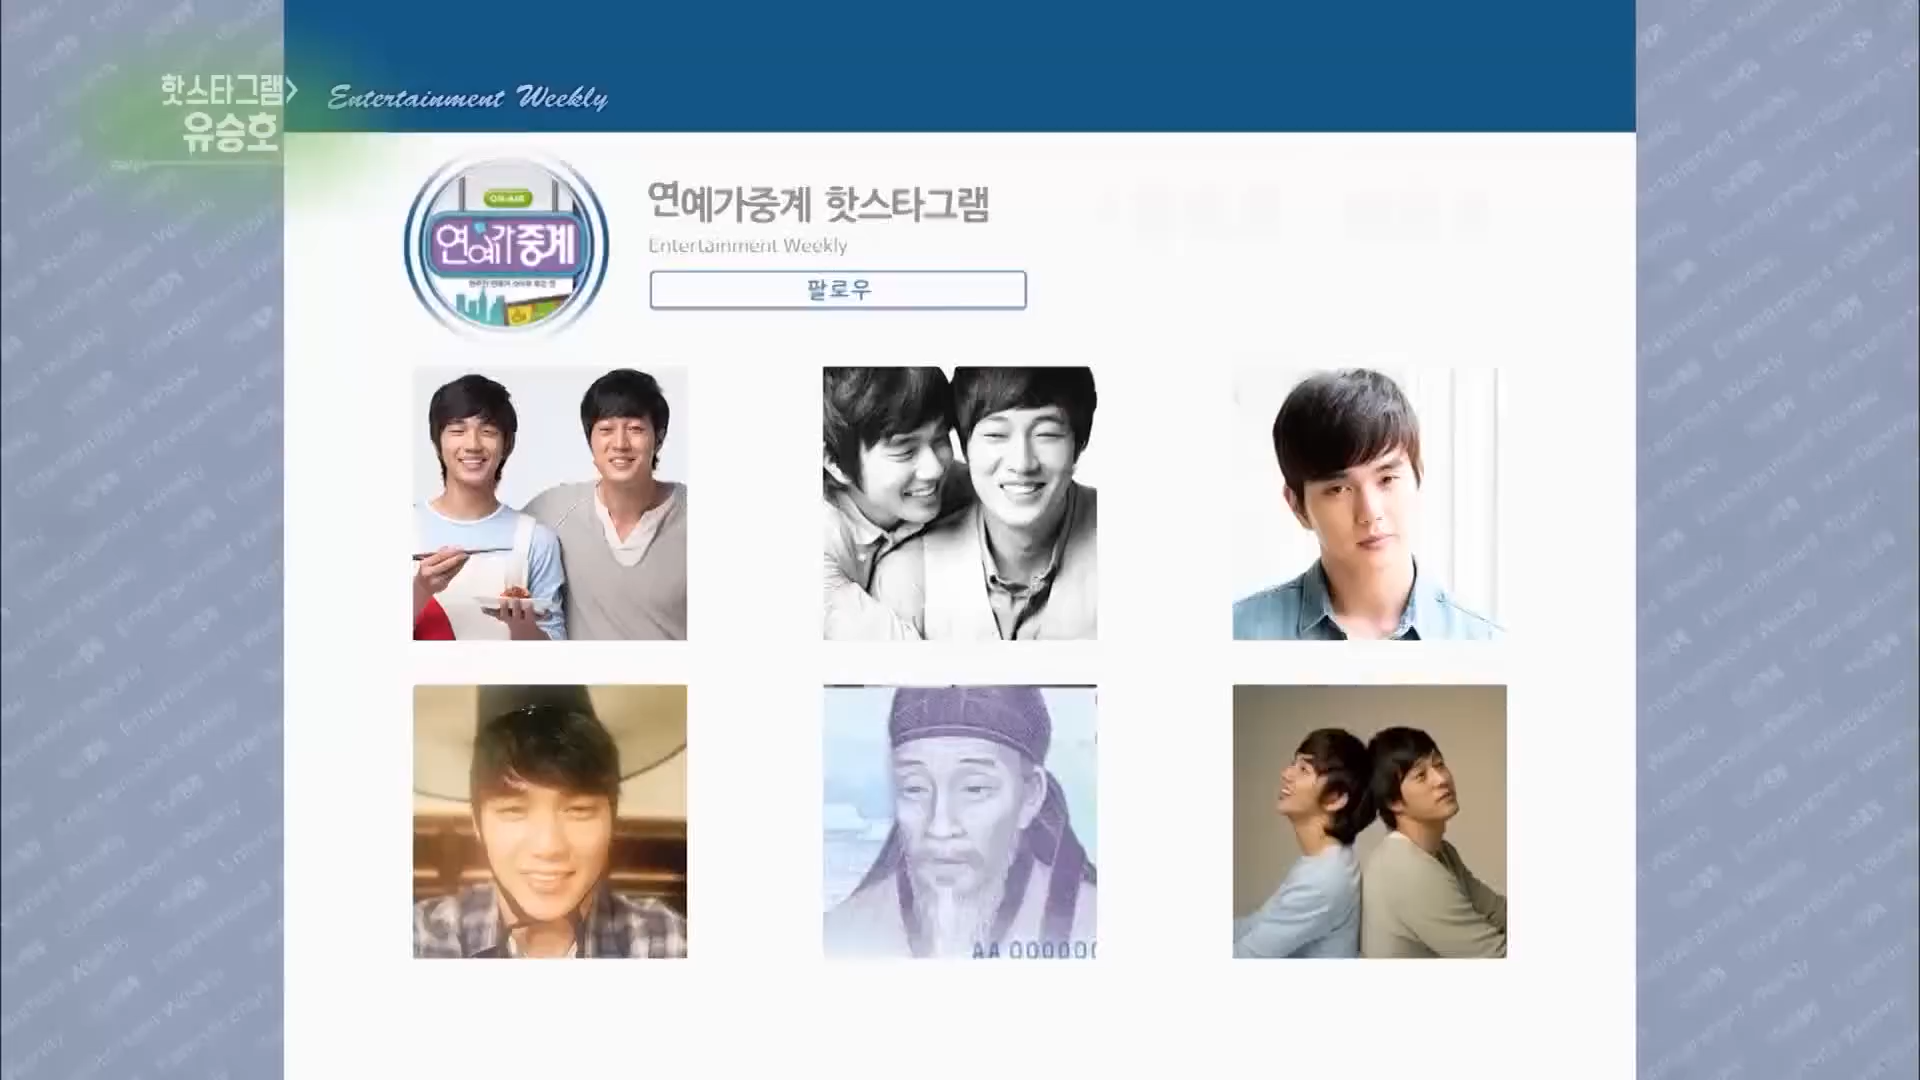 핫스타그램>
유승호
Entertainment Weekly
연예가중계 핫스타그램
Entertainment Weekly
팔로우
ON-AIR
연예가중계
AA 000000